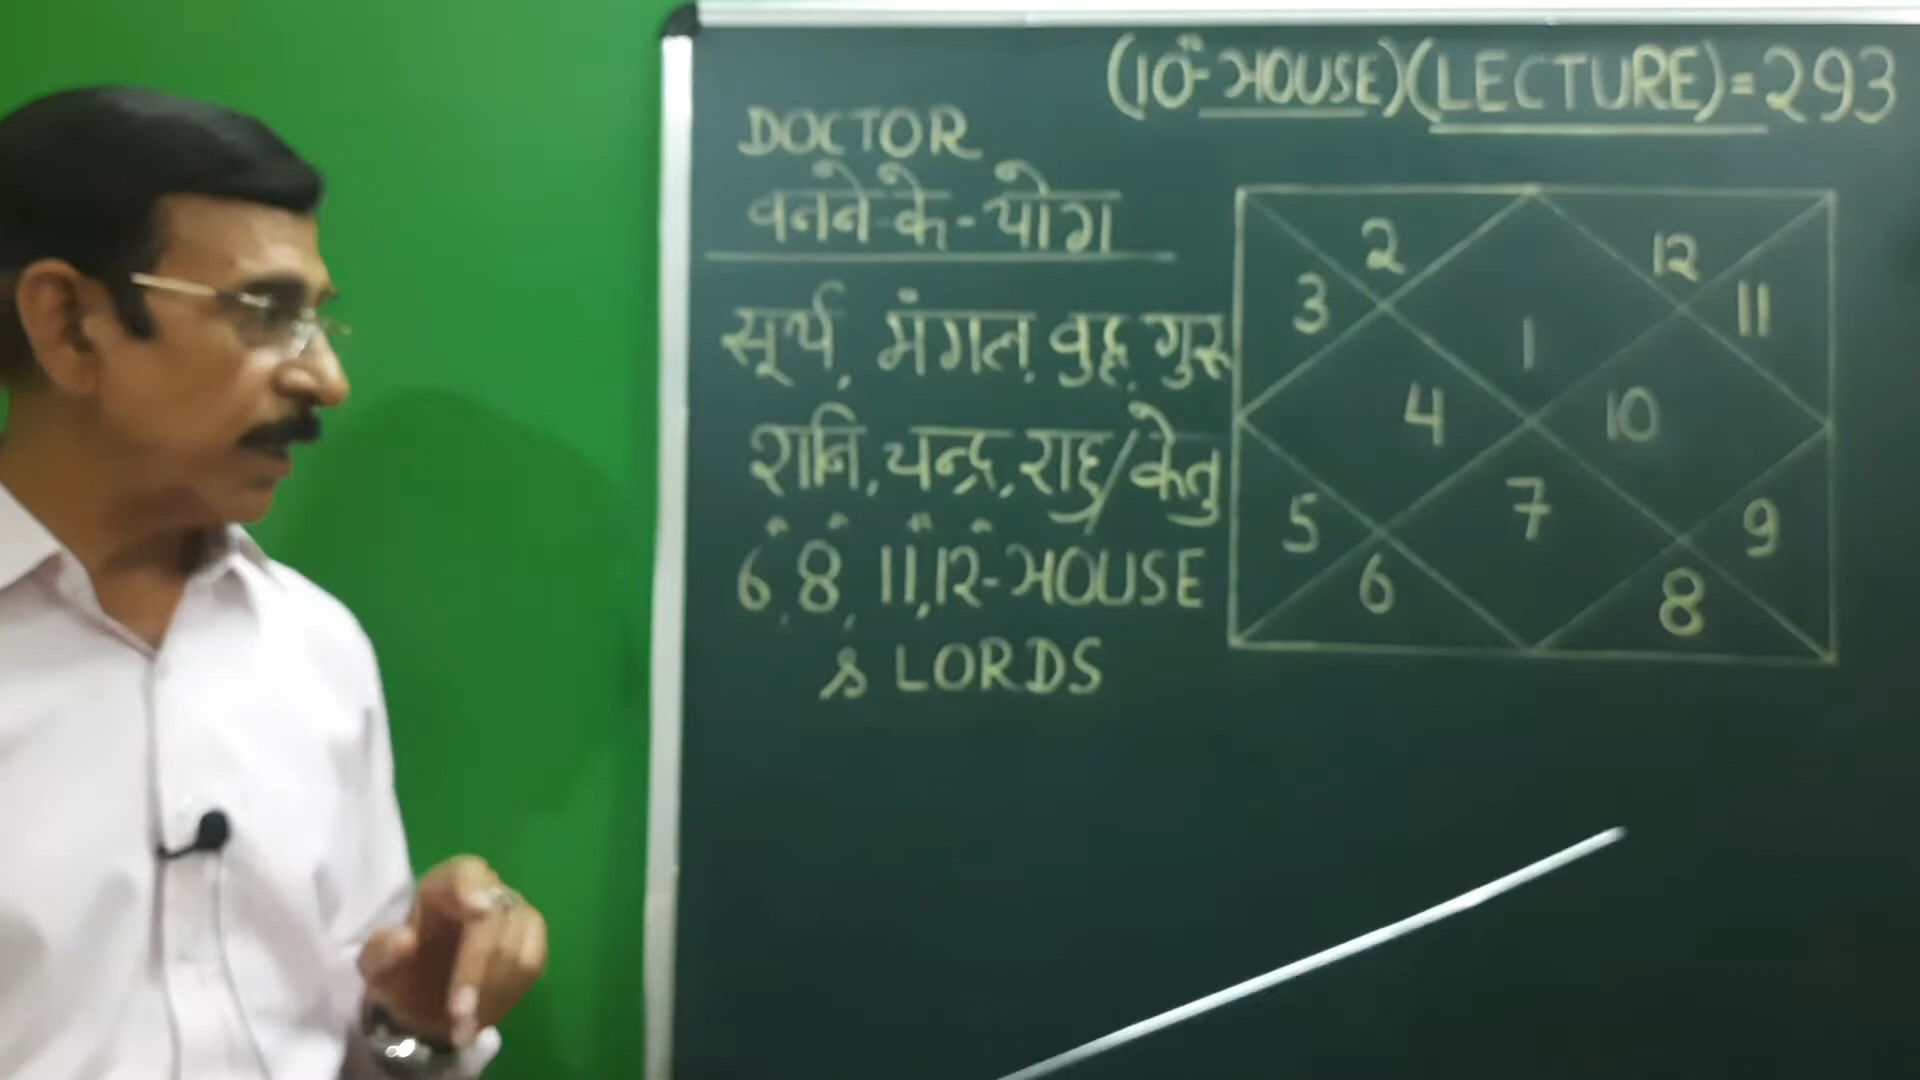 (10th HOUSE)(LECTURE)=293
DOCTOR
बनने के - योग
सूर्य, मंगल, बुद्ध, गुरू
शनि, चन्द्र, राहु/केतु
6th, 8th, 11th, 12th - HOUSE
s LORDS
2
12
3
11
1
4
10
7
5
9
6
8